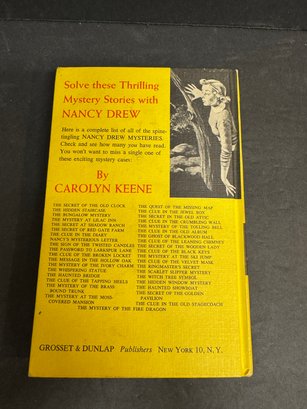 Solve these Thrilling
Mystery Stories with
NANCY DREW
Here is a complete list of all of the spine-
tingling NANCY DREW MYSTERIES.
Check and see how many you have read.
You won't want to miss a single one of
these exciting mystery cases:
By
CAROLYN KEENE
THE SECRET OF THE OLD CLOCK
THE HIDDEN STAIRCASE
THE BUNGALOW MYSTERY
THE MYSTERY AT LILAC INN
THE SECRET AT SHADOW RANCH
THE SECRET OF RED GATE FARM
THE CLUE IN THE DIARY
NANCY'S MYSTERIOUS LETTER
THE SIGN OF THE TWISTED CANDLES
THE PASSWORD TO LARKSPUR LANE
THE CLUE OF THE BROKEN LOCKET
THE MESSAGE IN THE HOLLOW OAK
THE MYSTERY OF THE IVORY CHARM
THE WHISPERING STATUE
THE HAUNTED BRIDGE
THE CLUE OF THE TAPPING HEELS
THE MYSTERY OF THE BRASS
BOUND TRUNK
THE MYSTERY AT THE MOSS-
COVERED MANSION
THE QUEST OF THE MISSING MAP
THE CLUE IN THE JEWEL BOX
THE SECRET IN THE OLD ATTIC
THE CLUE IN THE CRUMBLING WALL
THE MYSTERY OF THE TOLLING BELL
THE CLUE IN THE OLD ALBUM
THE GHOST OF BLACKWOOD HALL
THE CLUE OF THE LEANING CHIMNEY
THE SECRET OF THE WOODEN LADY
THE CLUE OF THE BLACK KEYS
THE MYSTERY AT THE SKI JUMP
THE CLUE OF THE VELVET MASK
THE RINGMASTER'S SECRET
THE SCARLET SLIPPER MYSTERY
THE WITCH TREE SYMBOL
THE HIDDEN WINDOW MYSTERY
THE HAUNTED SHOWBOAT
THE SECRET OF THE GOLDEN
PAVILION
THE CLUE IN THE OLD STAGECOACH
THE MYSTERY OF THE FIRE DRAGON
GROSSET & DUNLAP Publishers NEW YORK 10, N. Y.